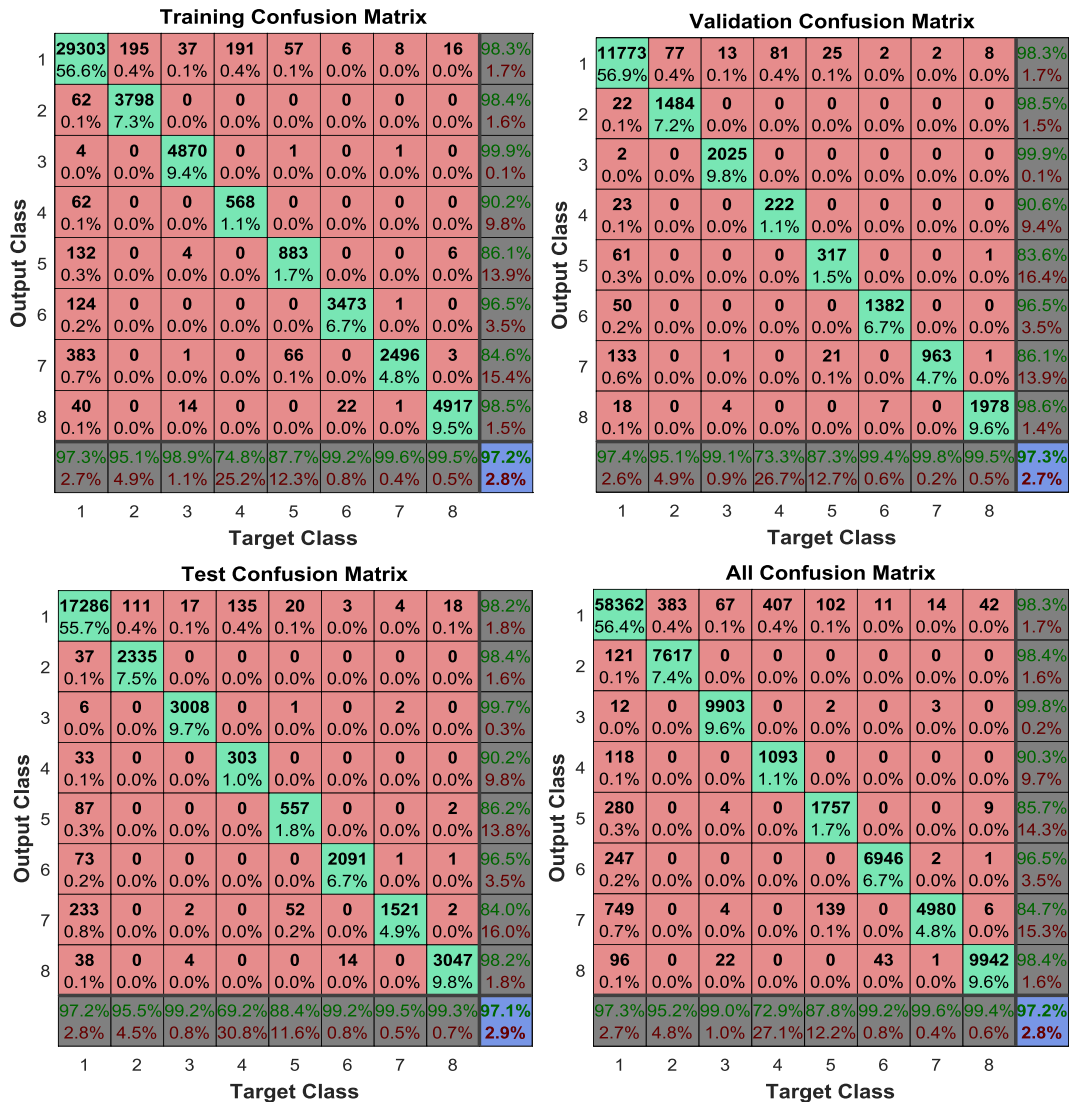 Training Confusion Matrix
1 29303 195 37 191 57 6 8 16 98.3%
56.6% 0.4% 0.1% 0.4% 0.1% 0.0% 0.0% 0.0% 1.7%
2 62 3798 0 0 0 0 0 0 98.4%
0.1% 7.3% 0.0% 0.0% 0.0% 0.0% 0.0% 0.0% 1.6%
3 4 0 4870 0 1 0 1 0 99.9%
0.0% 0.0% 9.4% 0.0% 0.0% 0.0% 0.0% 0.0% 0.1%
4 62 0 0 568 0 0 0 0 90.2%
0.1% 0.0% 0.0% 1.1% 0.0% 0.0% 0.0% 0.0% 9.8%
5 132 0 4 0 883 0 0 6 86.1%
0.3% 0.0% 0.0% 0.0% 1.7% 0.0% 0.0% 0.0% 13.9%
6 124 0 0 0 0 3473 1 0 96.5%
0.2% 0.0% 0.0% 0.0% 0.0% 6.7% 0.0% 0.0% 3.5%
7 383 0 1 0 66 0 2496 3 84.6%
0.7% 0.0% 0.0% 0.0% 0.1% 0.0% 4.8% 0.0% 15.4%
8 40 0 14 0 0 22 1 4917 98.5%
0.1% 0.0% 0.0% 0.0% 0.0% 0.0% 0.0% 9.5% 1.5%
97.3% 95.1% 98.9% 74.8% 87.7% 99.2% 99.6% 99.5% 97.2%
2.7% 4.9% 1.1% 25.2% 12.3% 0.8% 0.4% 0.5% 2.8%
1 2 3 4 5 6 7 8
Target Class
Output Class
Validation Confusion Matrix
1 11773 77 13 81 25 2 2 8 98.3%
56.9% 0.4% 0.1% 0.4% 0.1% 0.0% 0.0% 0.0% 1.7%
2 22 1484 0 0 0 0 0 0 98.5%
0.1% 7.2% 0.0% 0.0% 0.0% 0.0% 0.0% 0.0% 1.5%
3 2 0 2025 0 0 0 0 0 99.9%
0.0% 0.0% 9.8% 0.0% 0.0% 0.0% 0.0% 0.0% 0.1%
4 23 0 0 222 0 0 0 0 90.6%
0.1% 0.0% 0.0% 1.1% 0.0% 0.0% 0.0% 0.0% 9.4%
5 61 0 0 0 317 0 0 1 83.6%
0.3% 0.0% 0.0% 0.0% 1.5% 0.0% 0.0% 0.0% 16.4%
6 50 0 0 0 0 1382 0 0 96.5%
0.2% 0.0% 0.0% 0.0% 0.0% 6.7% 0.0% 0.0% 3.5%
7 133 0 1 0 21 0 963 1 86.1%
0.6% 0.0% 0.0% 0.0% 0.1% 0.0% 4.7% 0.0% 13.9%
8 18 0 4 0 0 7 0 1978 98.6%
0.1% 0.0% 0.0% 0.0% 0.0% 0.0% 0.0% 9.6% 1.4%
97.4% 95.1% 99.1% 73.3% 87.3% 99.4% 99.8% 99.5% 97.3%
2.6% 4.9% 0.9% 26.7% 12.7% 0.6% 0.2% 0.5% 2.7%
1 2 3 4 5 6 7 8
Target Class
Output Class
Test Confusion Matrix
1 17286 111 17 135 20 3 4 18 98.2%
55.7% 0.4% 0.1% 0.4% 0.1% 0.0% 0.0% 0.1% 1.8%
2 37 2335 0 0 0 0 0 0 98.4%
0.1% 7.5% 0.0% 0.0% 0.0% 0.0% 0.0% 0.0% 1.6%
3 6 0 3008 0 1 0 2 0 99.7%
0.0% 0.0% 9.7% 0.0% 0.0% 0.0% 0.0% 0.0% 0.3%
4 33 0 0 303 0 0 0 0 90.2%
0.1% 0.0% 0.0% 1.0% 0.0% 0.0% 0.0% 0.0% 9.8%
5 87 0 0 0 557 0 0 2 86.2%
0.3% 0.0% 0.0% 0.0% 1.8% 0.0% 0.0% 0.0% 13.8%
6 73 0 0 0 0 2091 1 1 96.5%
0.2% 0.0% 0.0% 0.0% 0.0% 6.7% 0.0% 0.0% 3.5%
7 233 0 2 0 52 0 1521 2 84.0%
0.8% 0.0% 0.0% 0.0% 0.2% 0.0% 4.9% 0.0% 16.0%
8 38 0 4 0 0 14 0 3047 98.2%
0.1% 0.0% 0.0% 0.0% 0.0% 0.0% 0.0% 9.8% 1.8%
97.2% 95.5% 99.2% 69.2% 88.4% 99.2% 99.5% 99.3% 97.1%
2.8% 4.5% 0.8% 30.8% 11.6% 0.8% 0.5% 0.7% 2.9%
1 2 3 4 5 6 7 8
Target Class
Output Class
All Confusion Matrix
1 58362 383 67 407 102 11 14 42 98.3%
56.4% 0.4% 0.1% 0.4% 0.1% 0.0% 0.0% 0.0% 1.7%
2 121 7617 0 0 0 0 0 0 98.4%
0.1% 7.4% 0.0% 0.0% 0.0% 0.0% 0.0% 0.0% 1.6%
3 12 0 9903 0 2 0 3 0 99.8%
0.0% 0.0% 9.6% 0.0% 0.0% 0.0% 0.0% 0.0% 0.2%
4 118 0 0 1093 0 0 0 0 90.3%
0.1% 0.0% 0.0% 1.1% 0.0% 0.0% 0.0% 0.0% 9.7%
5 280 0 4 0 1757 0 0 9 85.7%
0.3% 0.0% 0.0% 0.0% 1.7% 0.0% 0.0% 0.0% 14.3%
6 247 0 0 0 0 6946 2 1 96.5%
0.2% 0.0% 0.0% 0.0% 0.0% 6.7% 0.0% 0.0% 3.5%
7 749 0 4 0 139 0 4980 6 84.7%
0.7% 0.0% 0.0% 0.0% 0.1% 0.0% 4.8% 0.0% 15.3%
8 96 0 22 0 0 43 1 9942 98.4%
0.1% 0.0% 0.0% 0.0% 0.0% 0.0% 0.0% 9.6% 1.6%
97.3% 95.2% 99.0% 72.9% 87.8% 99.2% 99.6% 99.4% 97.2%
2.7% 4.8% 1.0% 27.1% 12.2% 0.8% 0.4% 0.6% 2.8%
1 2 3 4 5 6 7 8
Target Class
Output Class